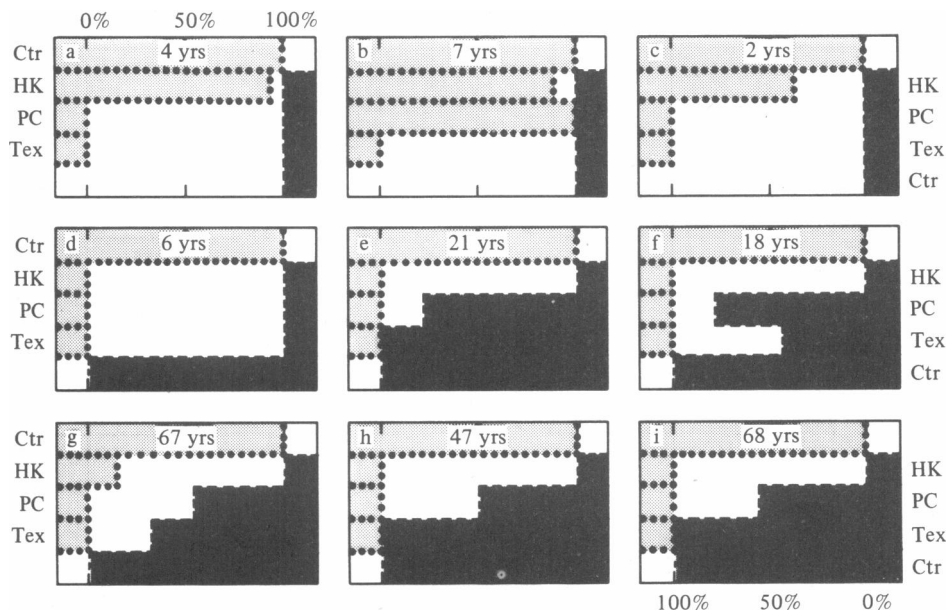 0% 50% 100%
Ctr a 4 yrs b 7 yrs c 2 yrs
HK HK
PC PC
Tex Tex
Ctr
Ctr d 6 yrs e 21 yrs f 18 yrs
HK HK
PC PC
Tex Tex
Ctr
Ctr g 67 yrs h 47 yrs i 68 yrs
HK HK
PC PC
Tex Tex
Ctr
100% 50% 0%